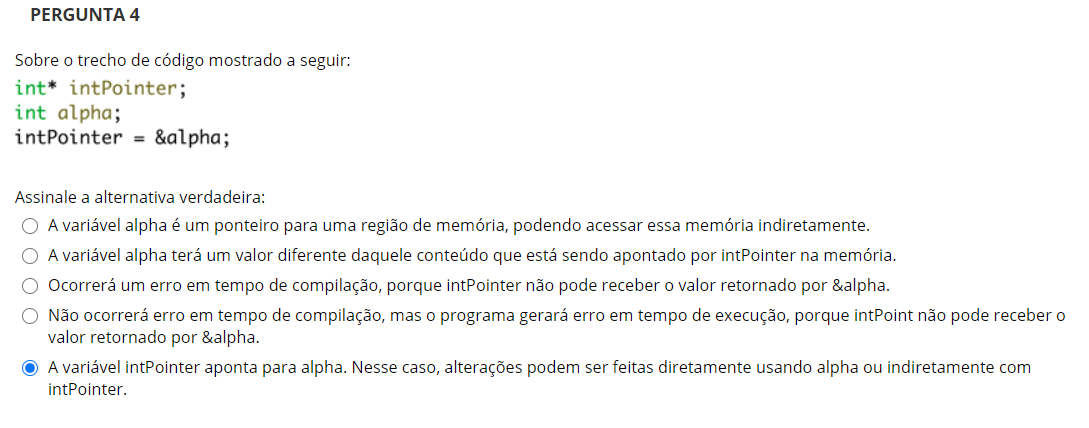 PERGUNTA 4
Sobre o trecho de código mostrado a seguir:
int* intPointer;
int alpha;
intPointer = &alpha;
Assinale a alternativa verdadeira:
A variável alpha é um ponteiro para uma região de memória, podendo acessar essa memória indiretamente.
A variável alpha terá um valor diferente daquele conteúdo que está sendo apontado por intPointer na memória.
Ocorrerá um erro em tempo de compilação, porque intPointer não pode receber o valor retornado por &alpha.
Não ocorrerá erro em tempo de compilação, mas o programa gerará erro em tempo de execução, porque intPoint não pode receber o
valor retornado por &alpha.
A variável intPointer aponta para alpha. Nesse caso, alterações podem ser feitas diretamente usando alpha ou indiretamente com
intPointer.